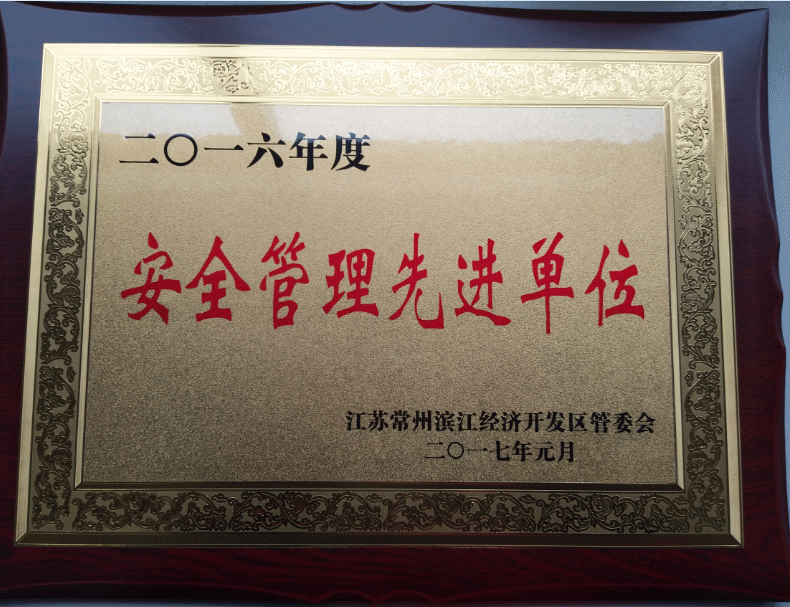 二〇一六年度
安全管理先进单位
江苏常州滨江经济开发区管委会
二〇一七年元月